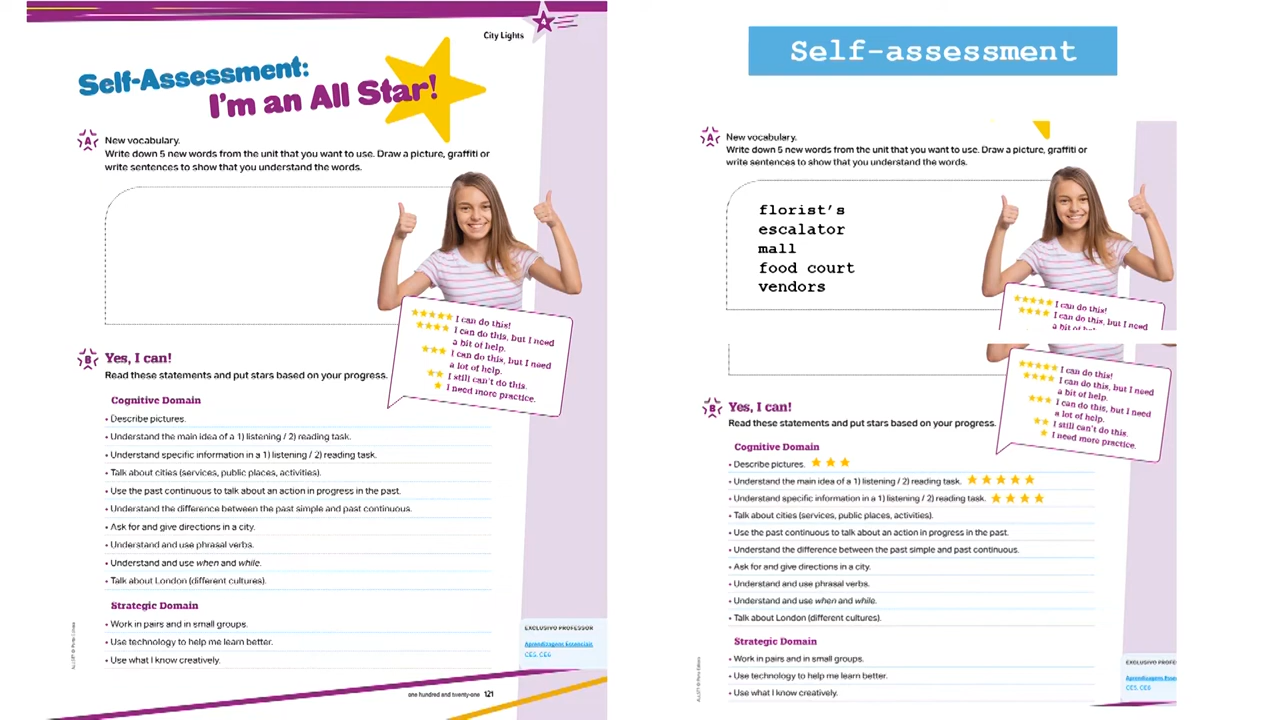 City Lights
4
Self-Assessment:
I'm an All Star!
A
New vocabulary.
Write down 5 new words from the unit that you want to use. Draw a picture, graffiti or
write sentences to show that you understand the words.
I can do this!
I can do this, but I need
a bit of help.
I can do this, but I need
a lot of help.
I still can't do this.
I need more practice.
B
Yes, I can!
Read these statements and put stars based on your progress.
Cognitive Domain
• Describe pictures.
• Understand the main idea of a 1) listening / 2) reading task.
• Understand specific information in a 1) listening / 2) reading task.
• Talk about cities (services, public places, activities).
• Use the past continuous to talk about an action in progress in the past.
• Understand the difference between the past simple and past continuous.
• Ask for and give directions in a city.
• Understand and use phrasal verbs.
• Understand and use when and while.
• Talk about London (different cultures).
Strategic Domain
• Work in pairs and in small groups.
• Use technology to help me learn better.
• Use what I know creatively.
EXCLUSIVO PROFESSOR
Aprendizagens Essenciais
CE5, CE6
one hundred and twenty-one 121
Self-assessment
A
New vocabulary.
Write down 5 new words from the unit that you want to use. Draw a picture, graffiti or
write sentences to show that you understand the words.
florist's
escalator
mall
food court
vendors
I can do this!
I can do this, but I need
a bit of help.
I can do this!
I can do this, but I need
a bit of help.
I can do this, but I need
a lot of help.
I still can't do this.
I need more practice.
B
Yes, I can!
Read these statements and put stars based on your progress.
Cognitive Domain
• Describe pictures.
• Understand the main idea of a 1) listening / 2) reading task.
• Understand specific information in a 1) listening / 2) reading task.
• Talk about cities (services, public places, activities).
• Use the past continuous to talk about an action in progress in the past.
• Understand the difference between the past simple and past continuous.
• Ask for and give directions in a city.
• Understand and use phrasal verbs.
• Understand and use when and while.
• Talk about London (different cultures).
Strategic Domain
• Work in pairs and in small groups.
• Use technology to help me learn better.
• Use what I know creatively.
EXCLUSIVO PROFE
Aprendizagens Esse
CE5, CE6